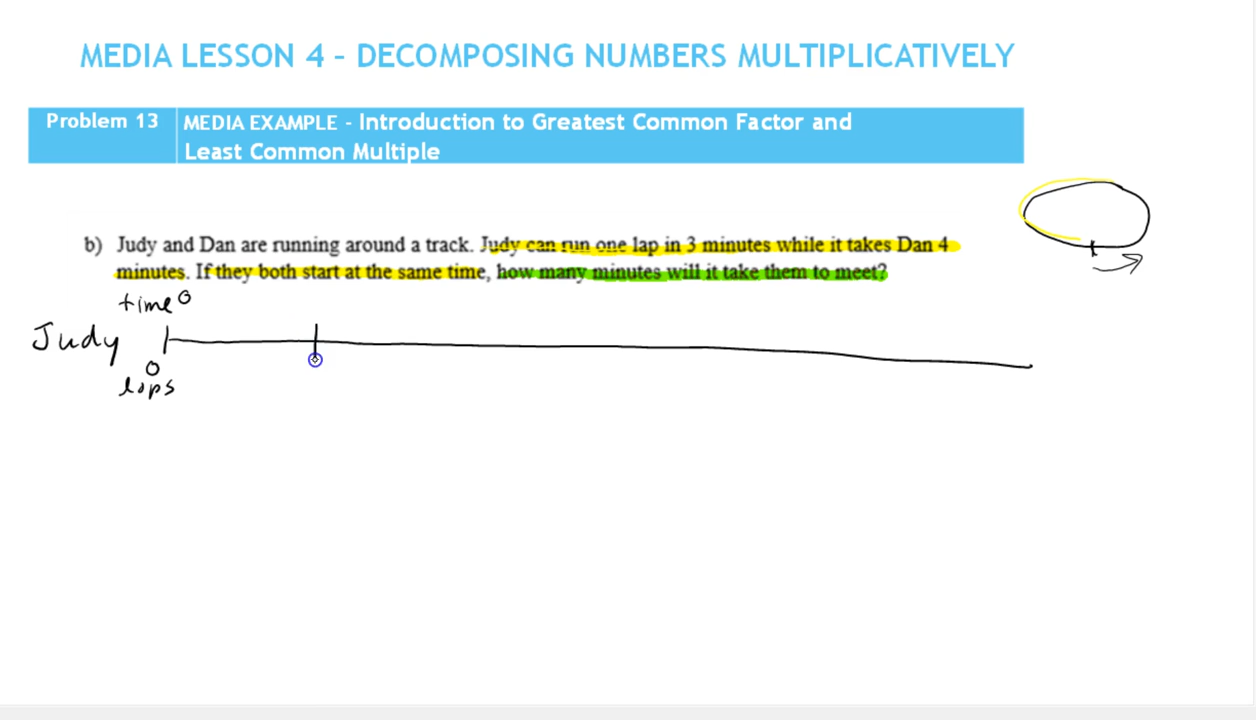 MEDIA LESSON 4 – DECOMPOSING NUMBERS MULTIPLICATIVELY
Problem 13
MEDIA EXAMPLE – Introduction to Greatest Common Factor and
Least Common Multiple
b) Judy and Dan are running around a track. Judy can run one lap in 3 minutes while it takes Dan 4
minutes. If they both start at the same time, how many minutes will it take them to meet?
time 0
Judy
0
laps